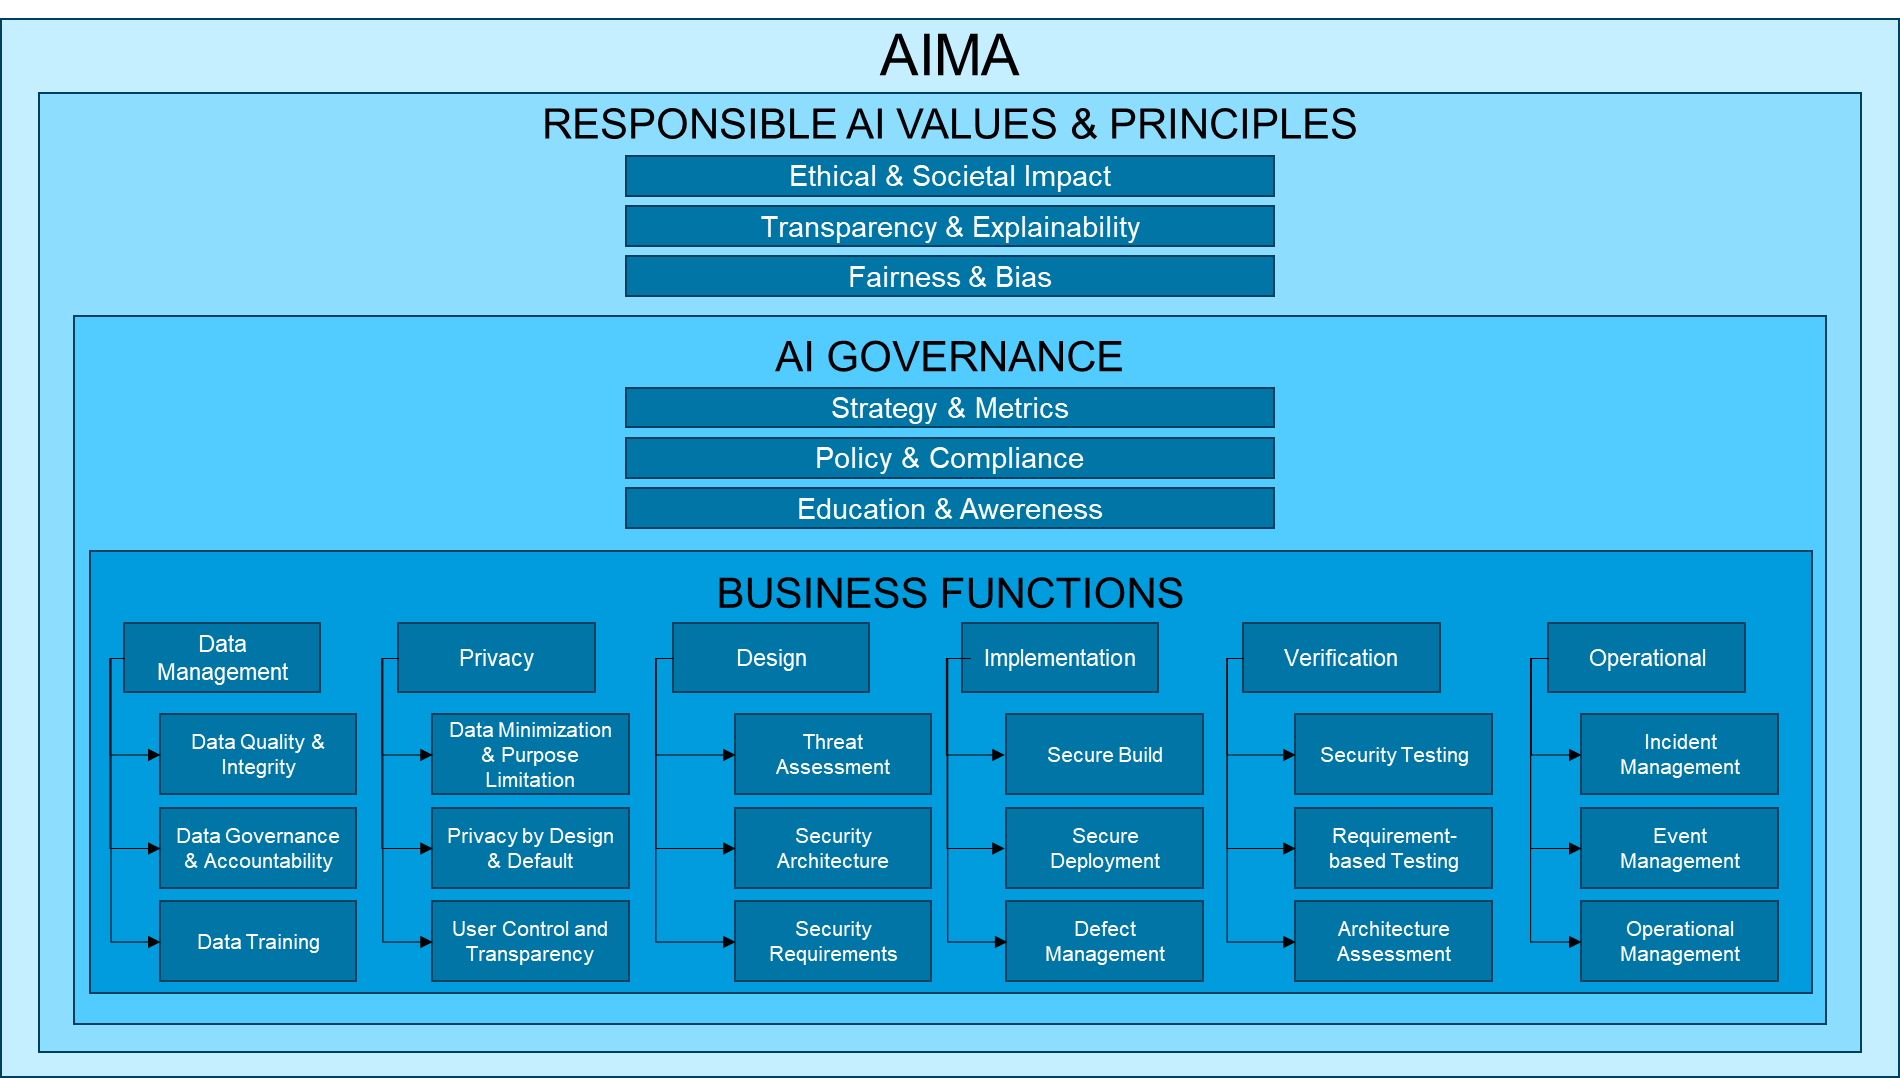 AIMA
RESPONSIBLE AI VALUES & PRINCIPLES
Ethical & Societal Impact
Transparency & Explainability
Fairness & Bias
AI GOVERNANCE
Strategy & Metrics
Policy & Compliance
Education & Awereness
BUSINESS FUNCTIONS
Data
Management
Data Quality &
Integrity
Data Governance
& Accountability
Data Training
Privacy
Data Minimization
& Purpose
Limitation
Privacy by Design
& Default
User Control and
Transparency
Design
Threat
Assessment
Security
Architecture
Security
Requirements
Implementation
Secure Build
Secure
Deployment
Defect
Management
Verification
Security Testing
Requirement-
based Testing
Architecture
Assessment
Operational
Incident
Management
Event
Management
Operational
Management